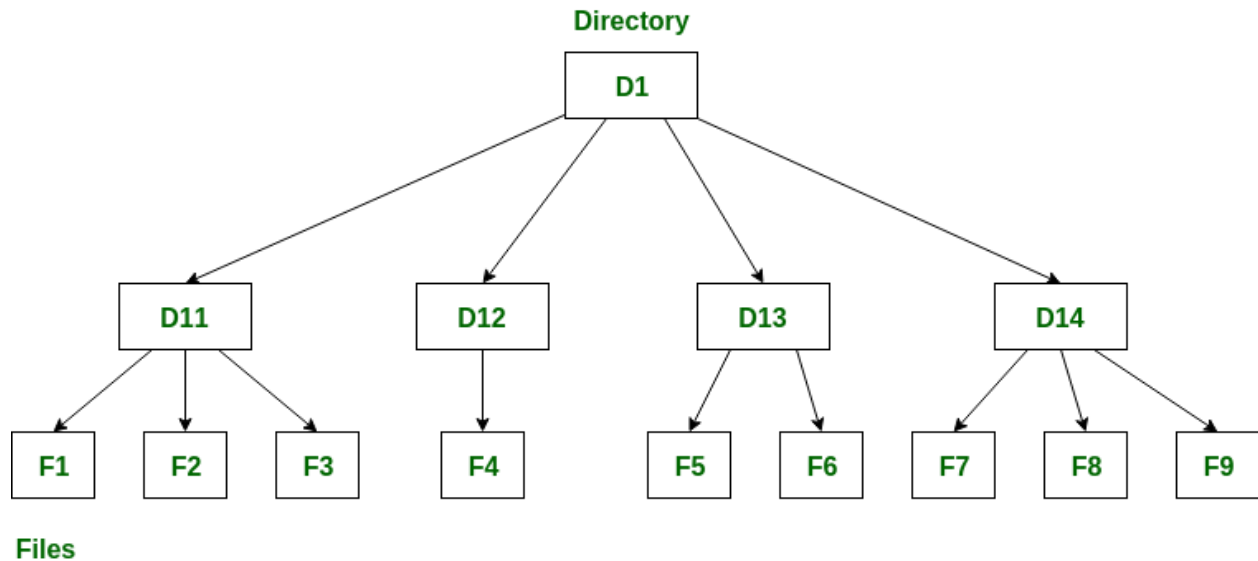 Directory
D1
D11 D12 D13 D14
F1 F2 F3 F4 F5 F6 F7 F8 F9
Files